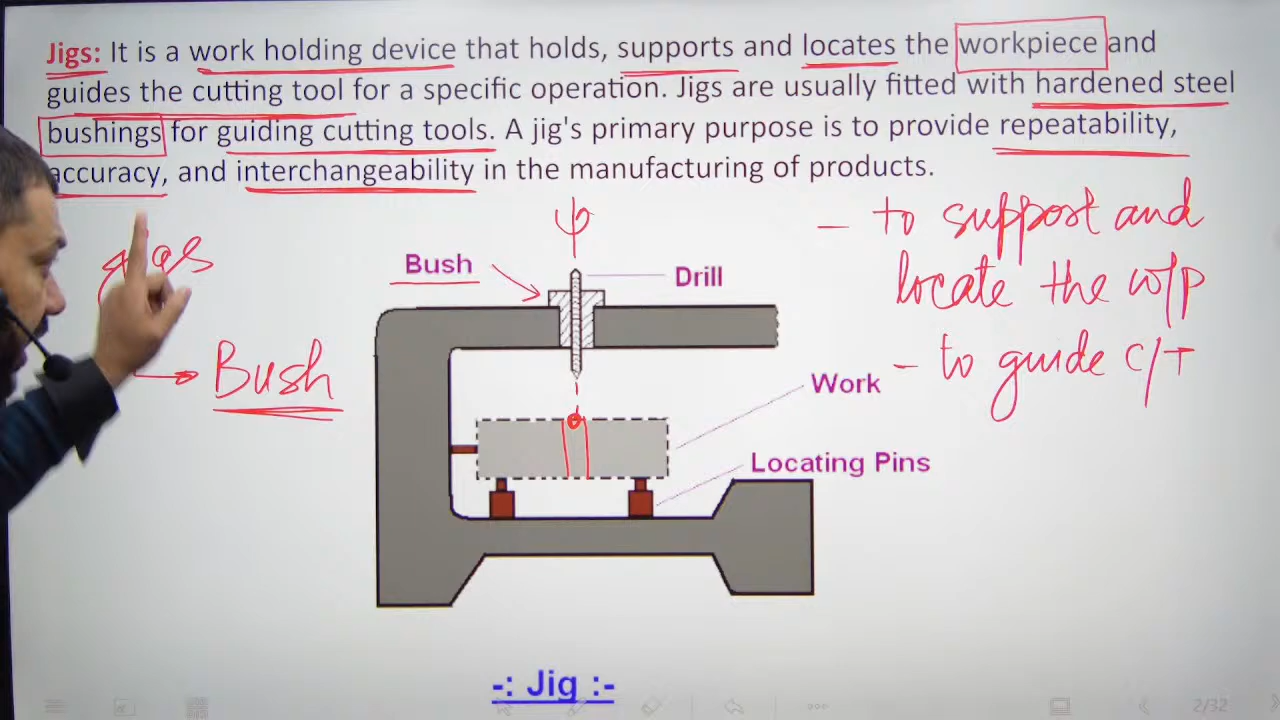 Jigs: It is a work holding device that holds, supports and locates the workpiece and
guides the cutting tool for a specific operation. Jigs are usually fitted with hardened steel
bushings for guiding cutting tools. A jig's primary purpose is to provide repeatability,
accuracy, and interchangeability in the manufacturing of products.
- to support and
locate the w/p
- to guide C/T
Bush
Drill
Bush
Work
Locating Pins
-: Jig :-
2/32